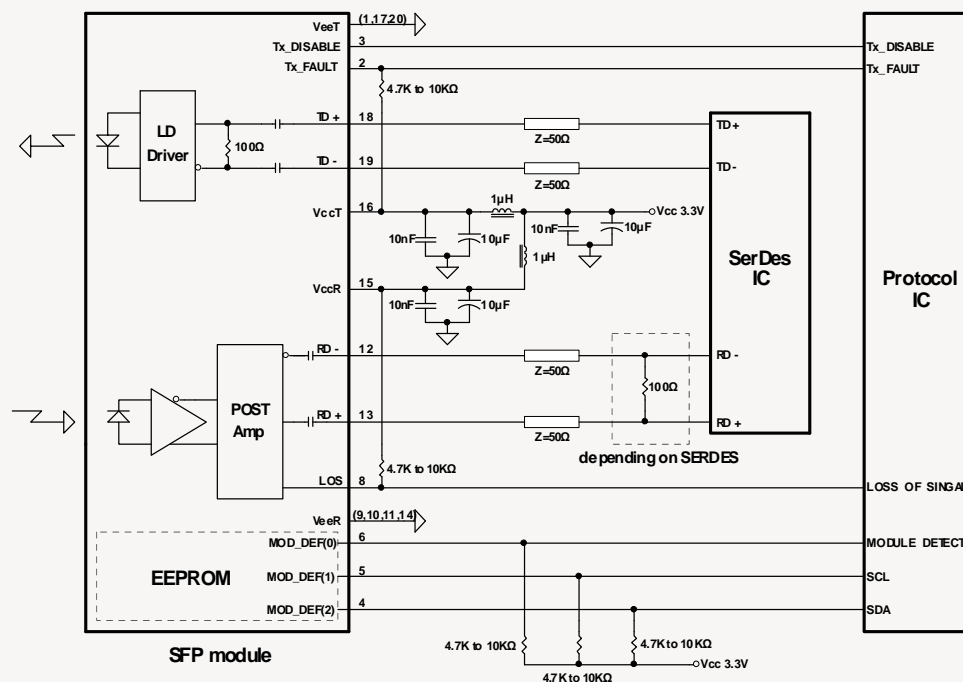 VeeT (1,17,20)
Tx_DISABLE 3 Tx_DISABLE
Tx_FAULT 2 Tx_FAULT
4.7K to 10KΩ
LD Driver
100Ω
TD+ 18 TD+
Z=50Ω
TD- 19 TD-
Z=50Ω
1µH
VccT 16 Vcc 3.3V
10nF 10µF 10nF 10µF
1µH
SerDes IC
Protocol IC
VccR 15
10nF 10µF
RD- 12 RD-
Z=50Ω
100Ω
POST Amp
RD+ 13 RD+
Z=50Ω
depending on SERDES
4.7K to 10KΩ
LOS 8 LOSS OF SINGAL
VeeR (9,10,11,14)
MOD_DEF(0) 6 MODULE DETECT
EEPROM
MOD_DEF(1) 5 SCL
MOD_DEF(2) 4 SDA
4.7K to 10KΩ 4.7K to 10KΩ
SFP module
Vcc 3.3V
4.7K to 10KΩ